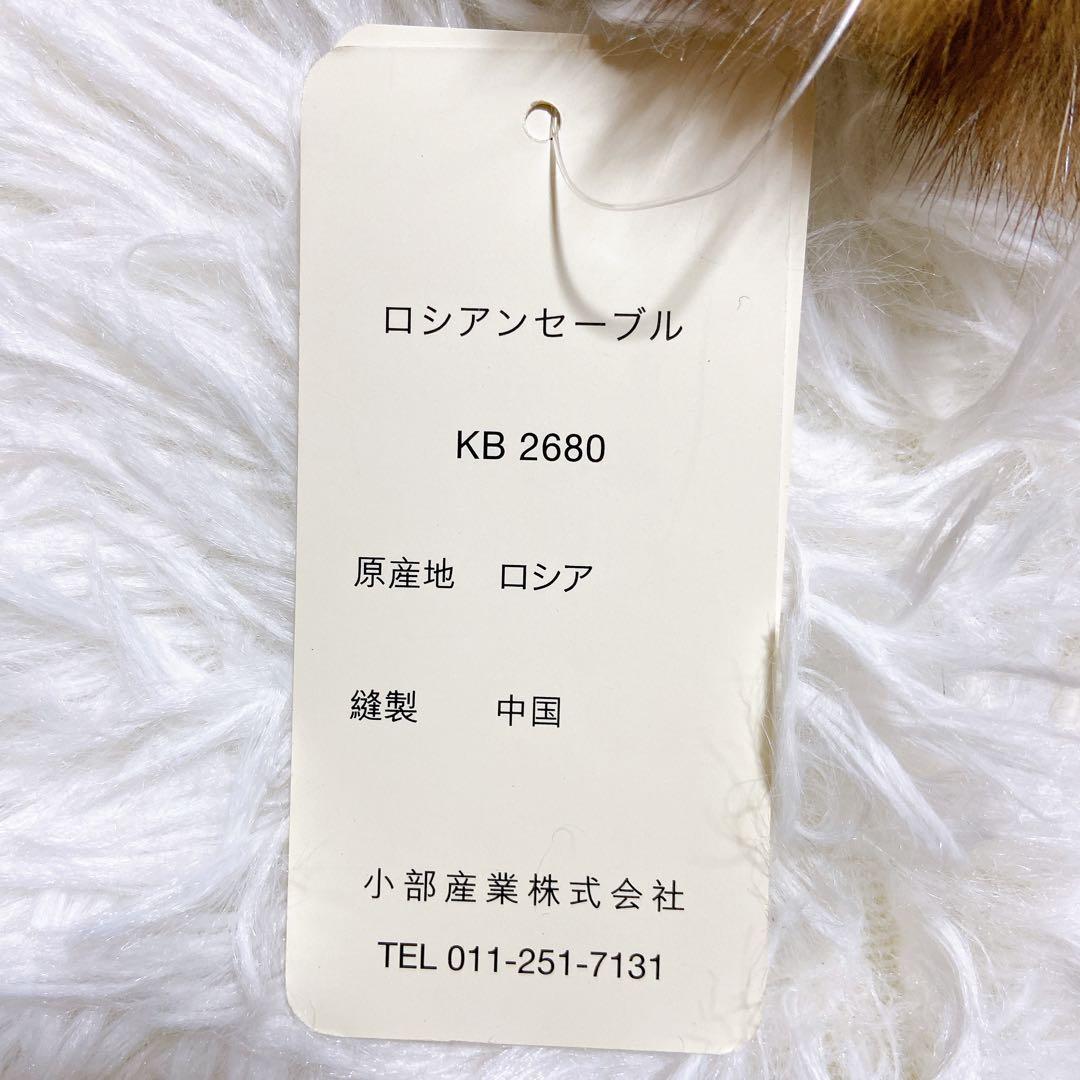 ロシアンセーブル
KB 2680
原産地 ロシア
縫製 中国
小部産業株式会社
TEL 011-251-7131